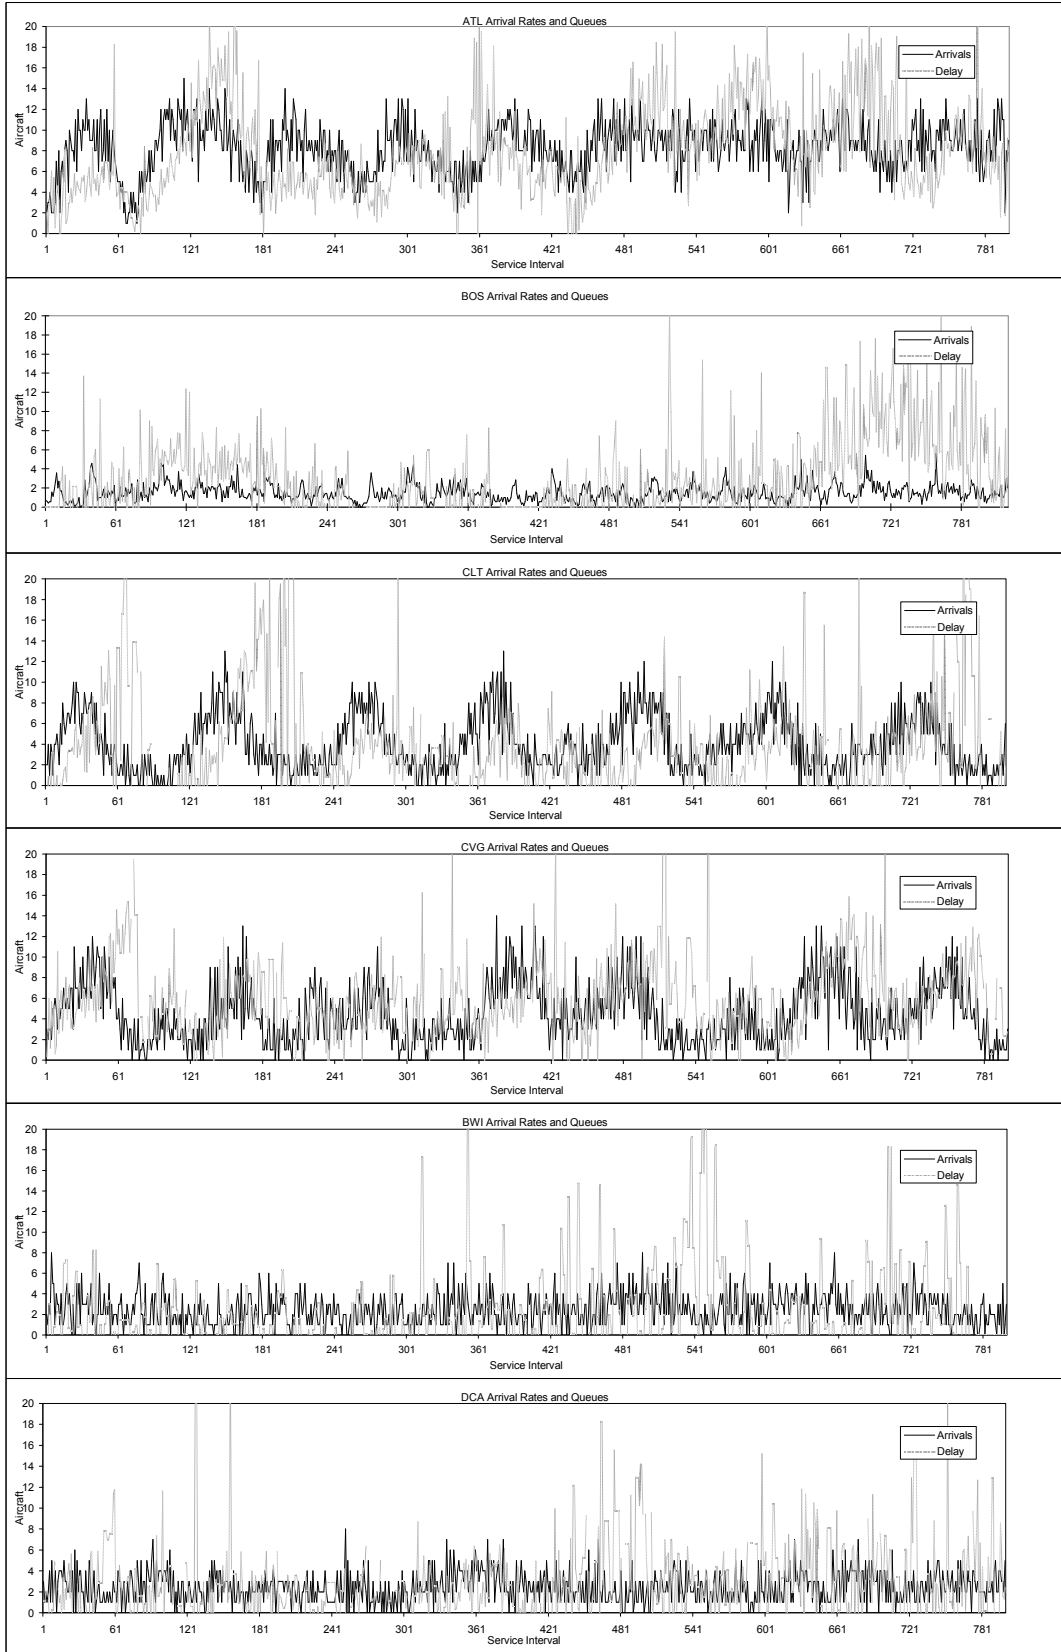 ATL Arrival Rates and Queues
20
18
16
14
12
10
8
6
4
2
0
Aircraft
Arrivals
Delay
1 61 121 181 241 301 361 421 481 541 601 661 721 781
Service Interval
BOS Arrival Rates and Queues
20
18
16
14
12
10
8
6
4
2
0
Aircraft
Arrivals
Delay
1 61 121 181 241 301 361 421 481 541 601 661 721 781
Service Interval
CLT Arrival Rates and Queues
20
18
16
14
12
10
8
6
4
2
0
Aircraft
Arrivals
Delay
1 61 121 181 241 301 361 421 481 541 601 661 721 781
Service Interval
CVG Arrival Rates and Queues
20
18
16
14
12
10
8
6
4
2
0
Aircraft
Arrivals
Delay
1 61 121 181 241 301 361 421 481 541 601 661 721 781
Service Interval
BWI Arrival Rates and Queues
20
18
16
14
12
10
8
6
4
2
0
Aircraft
Arrivals
Delay
1 61 121 181 241 301 361 421 481 541 601 661 721 781
Service Interval
DCA Arrival Rates and Queues
20
18
16
14
12
10
8
6
4
2
0
Aircraft
Arrivals
Delay
1 61 121 181 241 301 361 421 481 541 601 661 721 781
Service Interval